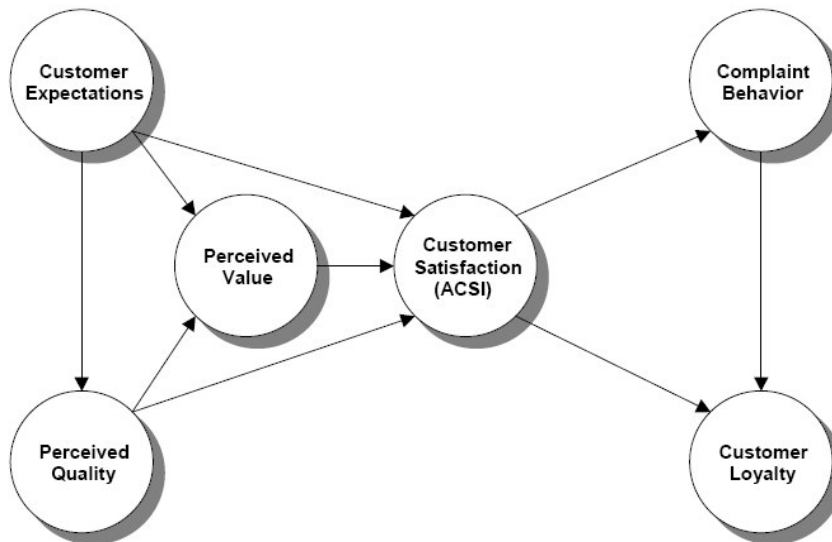 Customer
Expectations
Complaint
Behavior
Perceived
Value
Customer
Satisfaction
(ACSI)
Perceived
Quality
Customer
Loyalty